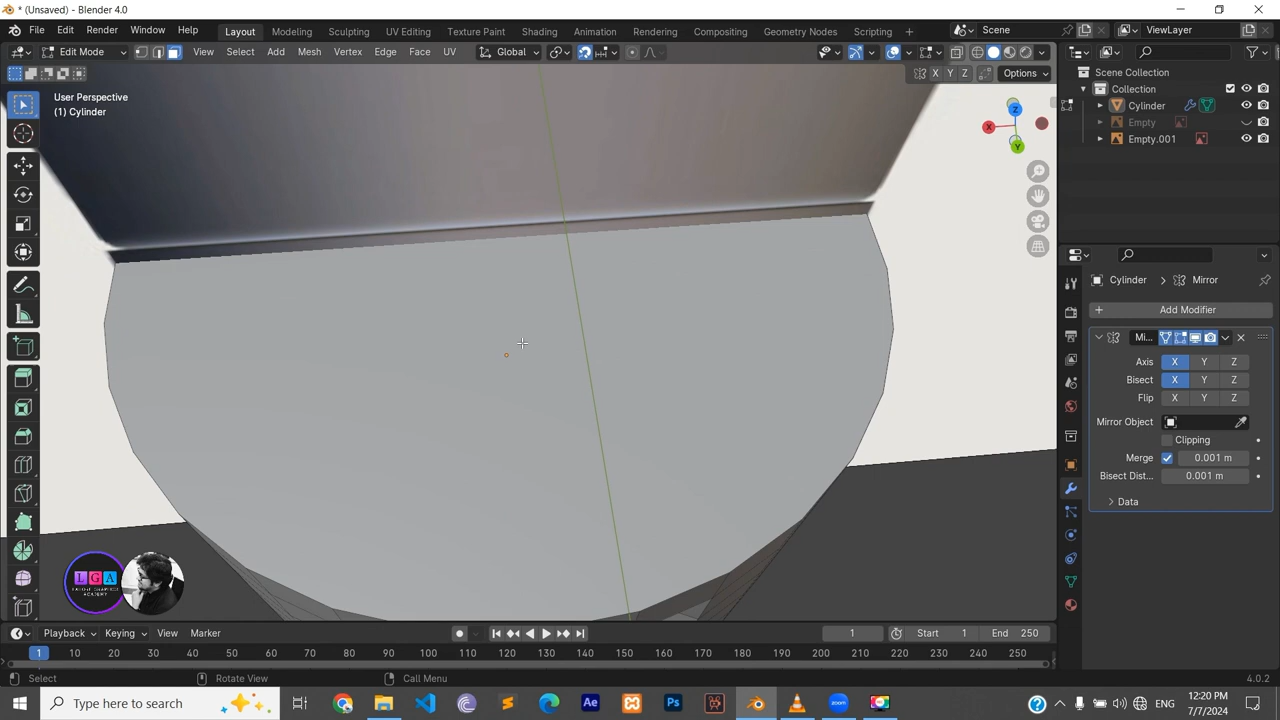 * (Unsaved) - Blender 4.0
File Edit Render Window Help
Layout Modeling Sculpting UV Editing Texture Paint Shading Animation Rendering Compositing Geometry Nodes Scripting +
Scene ViewLayer
Edit Mode View Select Add Mesh Vertex Edge Face UV Global
X Y Z Options
User Perspective
(1) Cylinder
Z
X
Y
Scene Collection
Collection
Cylinder
Empty
Empty.001
Cylinder > Mirror
+ Add Modifier
Mi...
Axis X Y Z
Bisect X Y Z
Flip X Y Z
Mirror Object
Clipping
Merge 0.001 m
Bisect Dist... 0.001 m
> Data
LGA
Playback Keying View Marker
1 Start 1 End 250
1 10 20 30 40 50 60 70 80 90 100 110 120 130 140 150 160 170 180 190 200 210 220 230 240 250
Select Rotate View Call Menu 4.0.2
Type here to search
Ae Ps zoom ENG
12:20 PM
7/7/2024